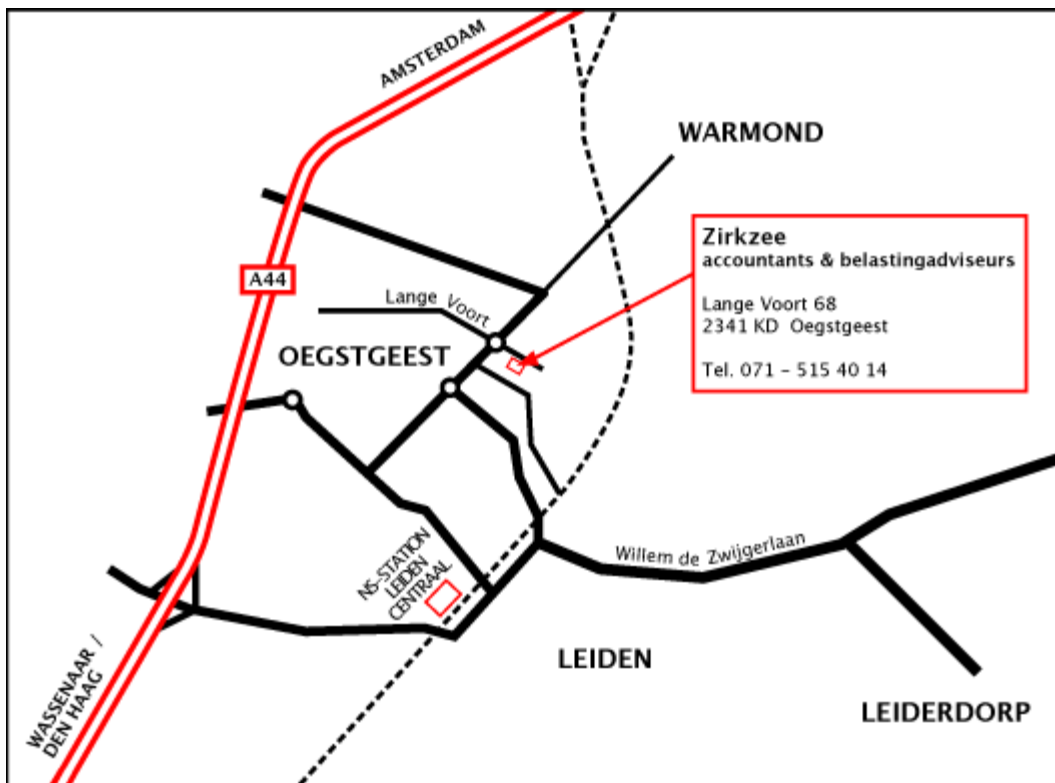 AMSTERDAM
WARMOND
Zirkzee
accountants & belastingadviseurs
Lange Voort 68
2341 KD Oegstgeest
Tel. 071 - 515 40 14
A44
Lange Voort
OEGSTGEEST
Willem de Zwijgerlaan
NS-STATION
LEIDEN
CENTRAAL
LEIDEN
WASSENAAR /
DEN HAAG
LEIDERDORP